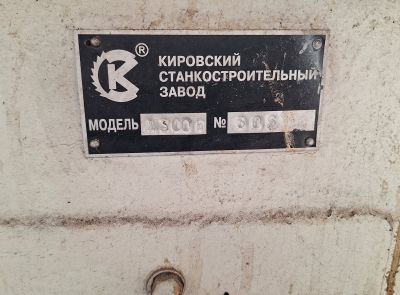 К ®
КИРОВСКИЙ
СТАНКОСТРОИТЕЛЬНЫЙ
ЗАВОД
МОДЕЛЬ №